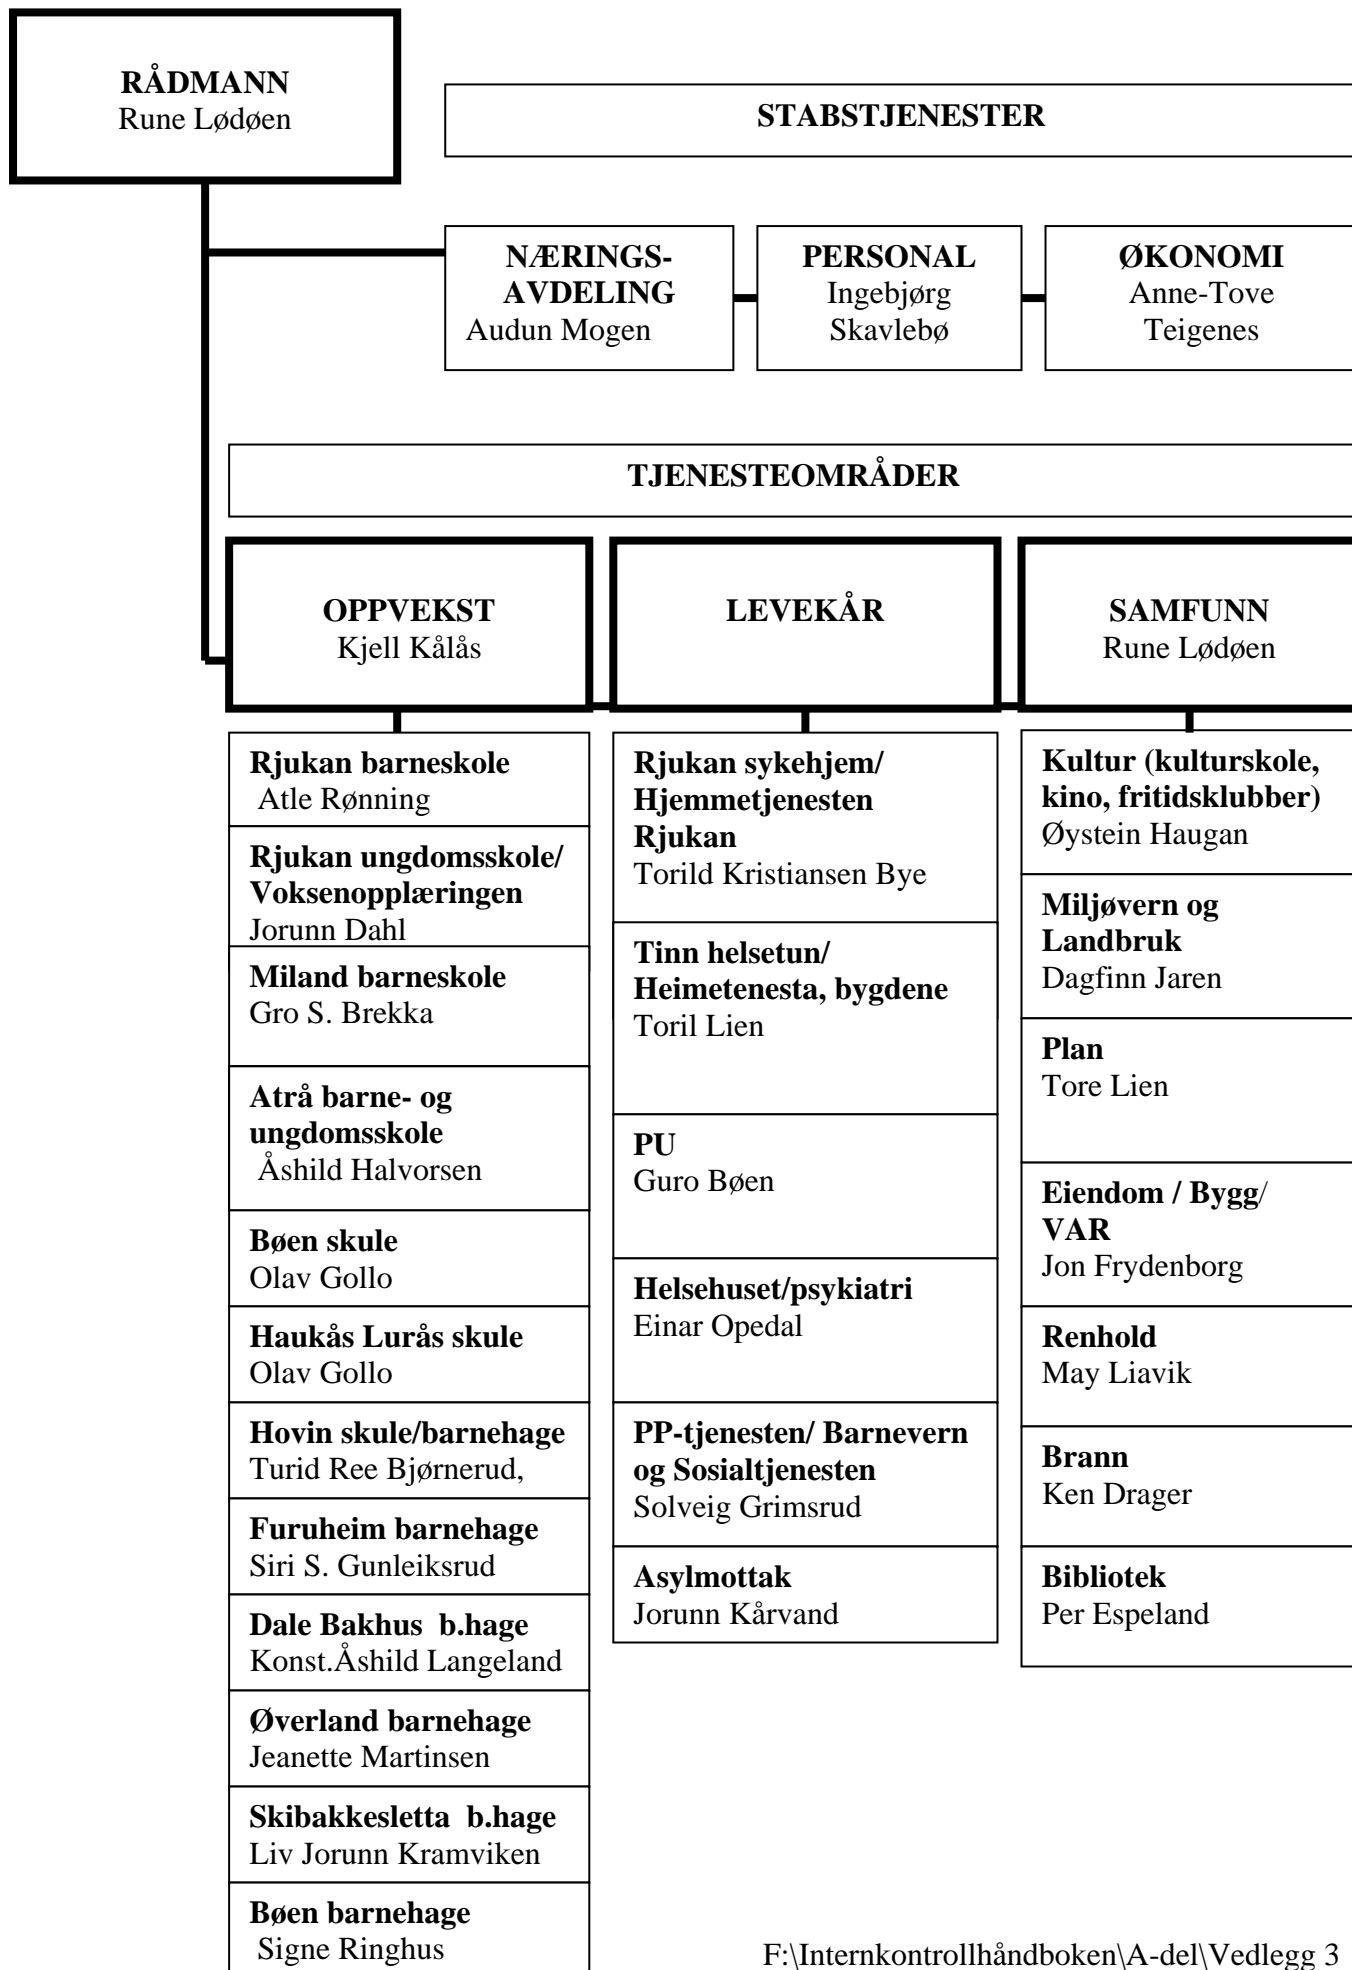 RÅDMANN
Rune Lødøen
STABSTJENESTER
NÆRINGS-
AVDELING
Audun Mogen
PERSONAL
Ingebjørg
Skavlebø
ØKONOMI
Anne-Tove
Teigenes
TJENESTEOMRÅDER
OPPVEKST
Kjell Kålås
LEVEKÅR
SAMFUNN
Rune Lødøen
Rjukan barneskole
Atle Rønning
Rjukan ungdomsskole/
Voksenopplæringen
Jorunn Dahl
Miland barneskole
Gro S. Brekka
Atrå barne- og
ungdomsskole
Åshild Halvorsen
Bøen skule
Olav Gollo
Haukås Lurås skule
Olav Gollo
Hovin skule/barnehage
Turid Ree Bjørnerud,
Furuheim barnehage
Siri S. Gunleiksrud
Dale Bakhus  b.hage
Konst.Åshild Langeland
Øverland barnehage
Jeanette Martinsen
Skibakkesletta  b.hage
Liv Jorunn Kramviken
Bøen barnehage
Signe Ringhus
Rjukan sykehjem/
Hjemmetjenesten
Rjukan
Torild Kristiansen Bye
Tinn helsetun/
Heimetenesta, bygdene
Toril Lien
PU
Guro Bøen
Helsehuset/psykiatri
Einar Opedal
PP-tjenesten/ Barnevern
og Sosialtjenesten
Solveig Grimsrud
Asylmottak
Jorunn Kårvand
Kultur (kulturskole,
kino, fritidsklubber)
Øystein Haugan
Miljøvern og
Landbruk
Dagfinn Jaren
Plan
Tore Lien
Eiendom / Bygg/
VAR
Jon Frydenborg
Renhold
May Liavik
Brann
Ken Drager
Bibliotek
Per Espeland
F:\Internkontrollhåndboken\A-del\Vedlegg 3